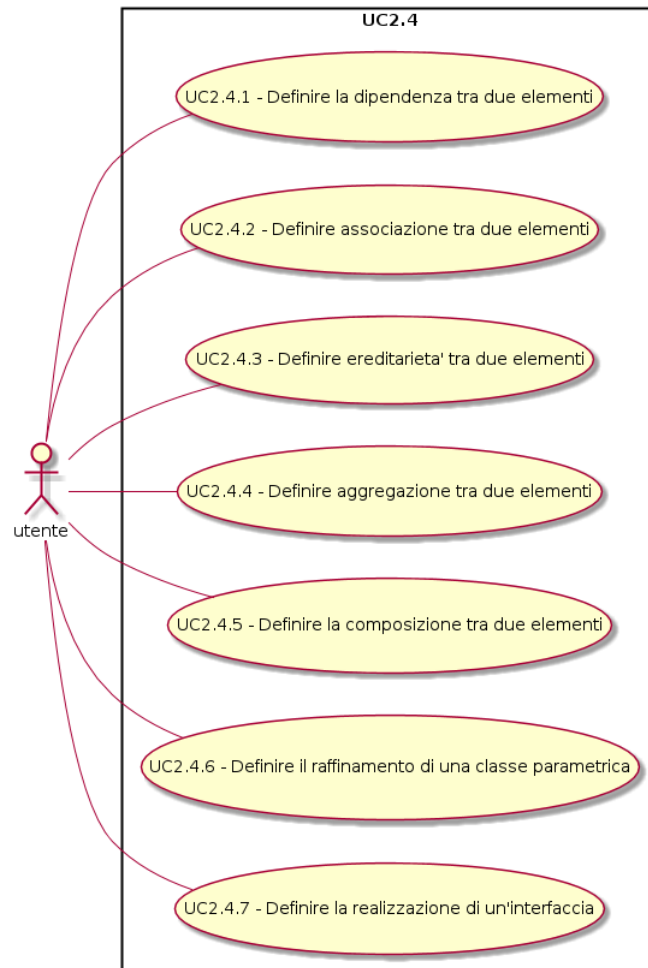 UC2.4
UC2.4.1 - Definire la dipendenza tra due elementi
UC2.4.2 - Definire associazione tra due elementi
UC2.4.3 - Definire ereditarieta' tra due elementi
UC2.4.4 - Definire aggregazione tra due elementi
utente
UC2.4.5 - Definire la composizione tra due elementi
UC2.4.6 - Definire il raffinamento di una classe parametrica
UC2.4.7 - Definire la realizzazione di un'interfaccia